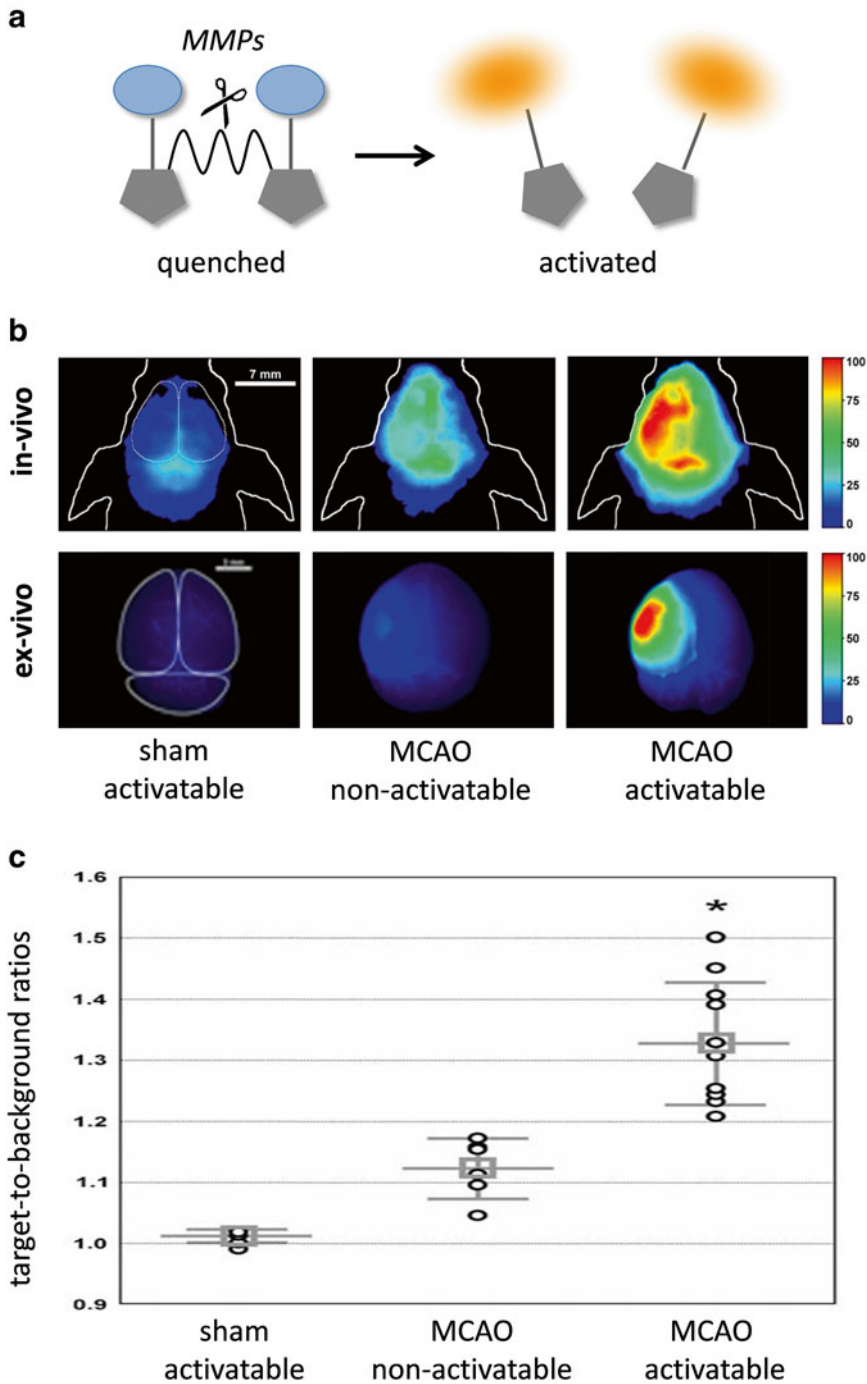 a
MMPs
quenched
activated
b
in-vivo
7 mm
100
75
50
25
0
ex-vivo
100
75
50
25
0
sham
activatable
MCAO
non-activatable
MCAO
activatable
c
target-to-background ratios
1.6
1.5
1.4
1.3
1.2
1.1
1.0
0.9
*
sham
activatable
MCAO
non-activatable
MCAO
activatable